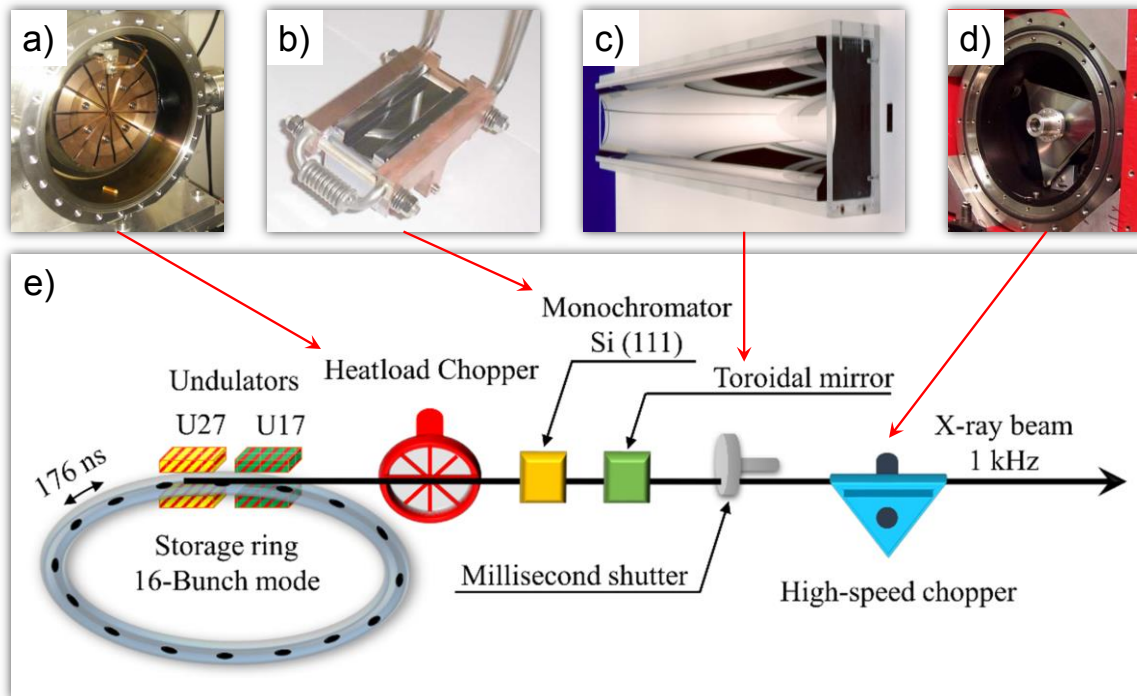 a)
b)
c)
d)
e)
Monochromator
Si (111)
Undulators
Heatload Chopper
Toroidal mirror
U27 U17
X-ray beam
1 kHz
176 ns
Storage ring
16-Bunch mode
Millisecond shutter
High-speed chopper